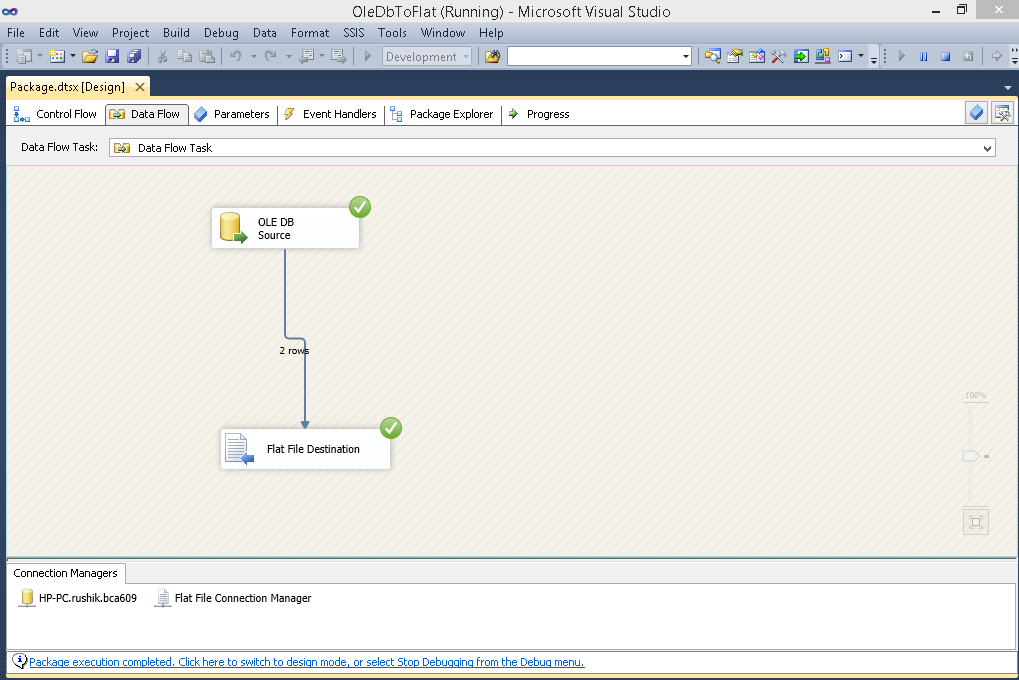 OleDbToFlat (Running) - Microsoft Visual Studio
File Edit View Project Build Debug Data Format SSIS Tools Window Help
Development
Package.dtsx [Design]
Control Flow Data Flow Parameters Event Handlers Package Explorer Progress
Data Flow Task: Data Flow Task
OLE DB
Source
2 rows
100%
Flat File Destination
Connection Managers
HP-PC.rushik.bca609 Flat File Connection Manager
Package execution completed. Click here to switch to design mode, or select Stop Debugging from the Debug menu.